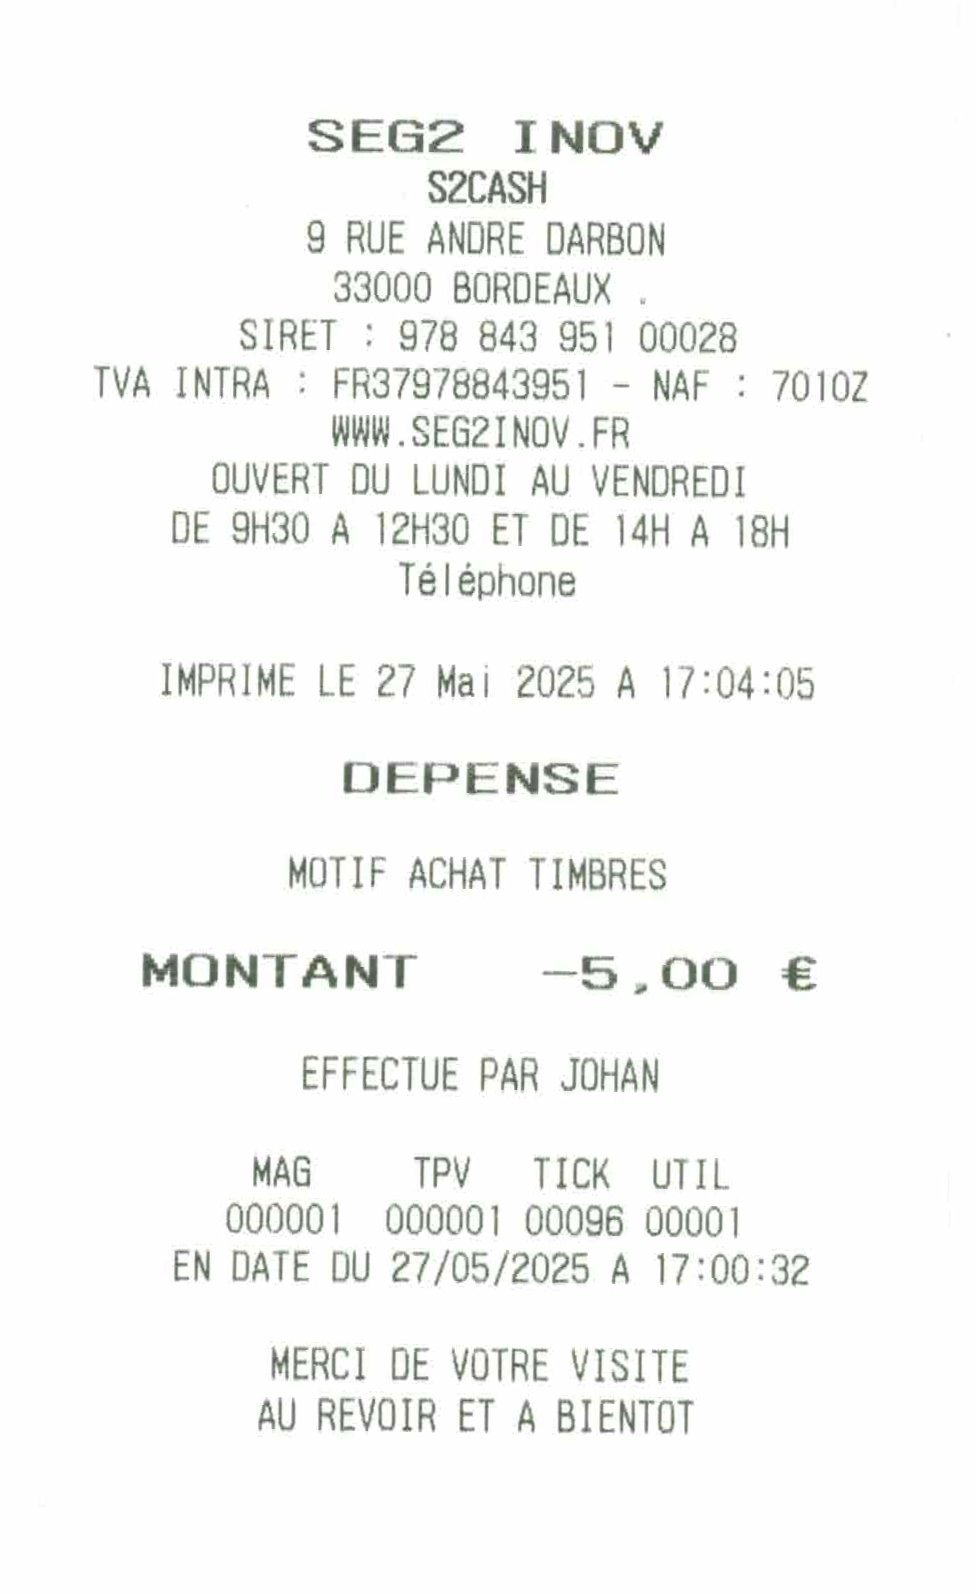 SEG2 INOV
S2CASH
9 RUE ANDRE DARBON
33000 BORDEAUX .
SIRET : 978 843 951 00028
TVA INTRA : FR37978843951 - NAF : 7010Z
WWW.SEG2INOV.FR
OUVERT DU LUNDI AU VENDREDI
DE 9H30 A 12H30 ET DE 14H A 18H
Téléphone
IMPRIME LE 27 Mai 2025 A 17:04:05
DEPENSE
MOTIF ACHAT TIMBRES
MONTANT -5,00 €
EFFECTUE PAR JOHAN
MAG TPV TICK UTIL
000001 000001 00096 00001
EN DATE DU 27/05/2025 A 17:00:32
MERCI DE VOTRE VISITE
AU REVOIR ET A BIENTOT